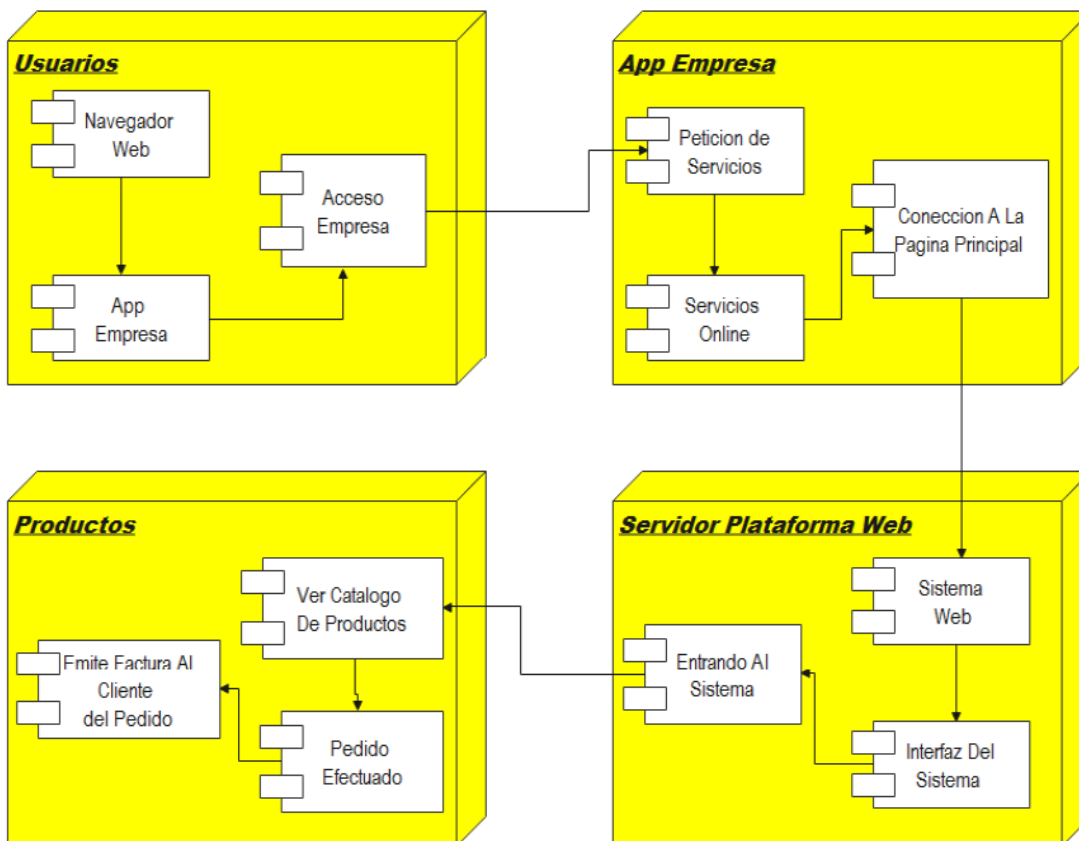 Usuarios
Navegador
Web
Acceso
Empresa
App
Empresa
App Empresa
Peticion de
Servicios
Coneccion A La
Pagina Principal
Servicios
Online
Productos
Ver Catalogo
De Productos
Emite Factura Al
Cliente
del Pedido
Pedido
Efectuado
Servidor Plataforma Web
Sistema
Web
Entrando Al
Sistema
Interfaz Del
Sistema